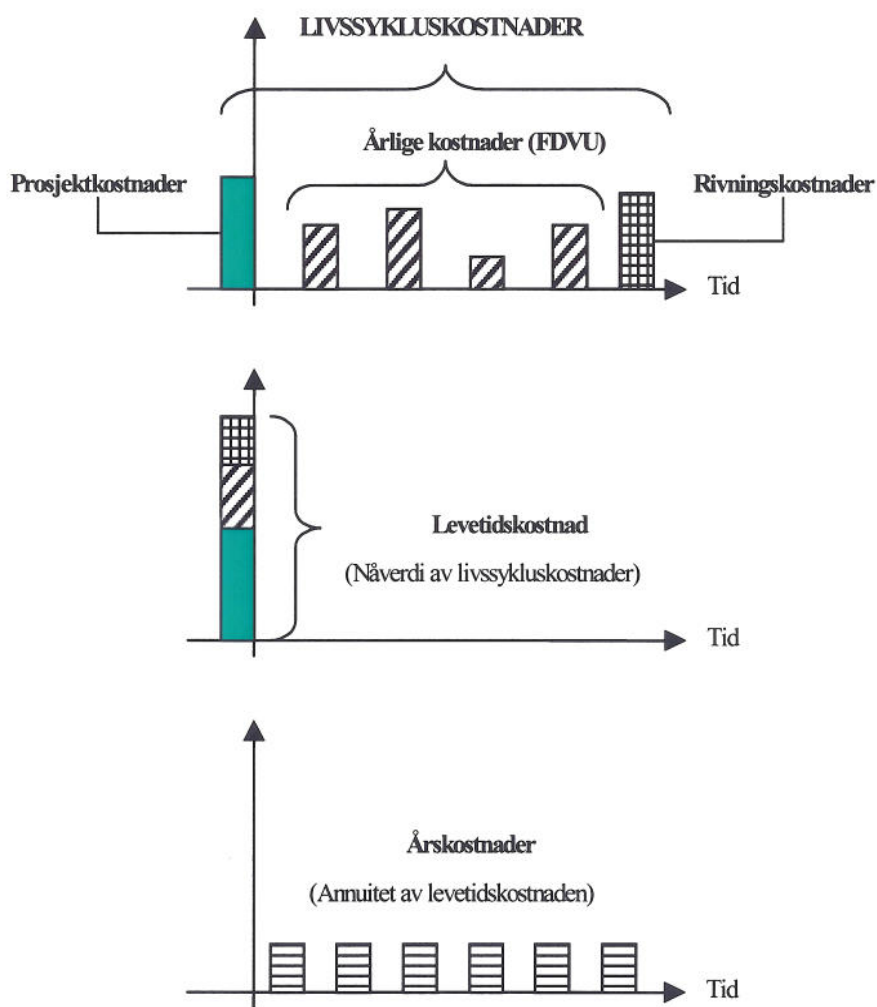 LIVSSYKLUSKOSTNADER
Årlige kostnader (FDVU)
Prosjektkostnader
Rivningskostnader
Tid
Levetidskostnad
(Nåverdi av livssykluskostnader)
Tid
Årskostnader
(Annuitet av levetidskostnaden)
Tid